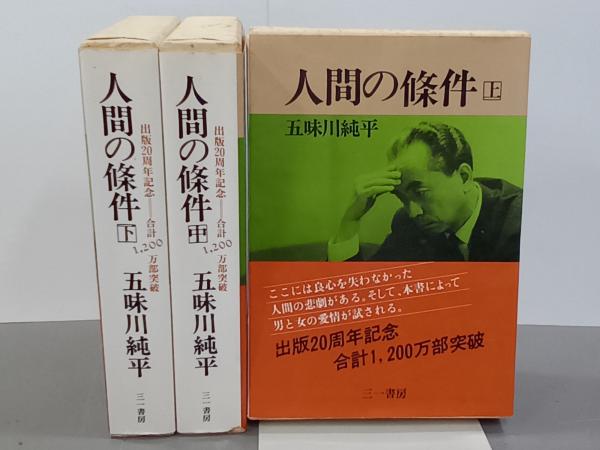 人間の條件 下
出版20周年記念――合計1,200万部突破
五味川純平
三一書房
人間の條件 中
出版20周年記念――合計1,200万部突破
五味川純平
三一書房
人間の條件 上
五味川純平
ここには良心を失わなかった
人間の悲劇がある。そして、本書によって
男と女の愛情が試される。
出版20周年記念
合計1,200万部突破
三一書房